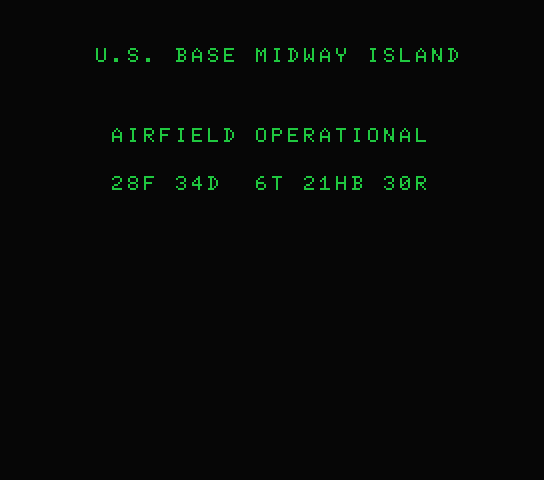 U.S. BASE MIDWAY ISLAND
AIRFIELD OPERATIONAL
28F 34D  6T 21HB 30R